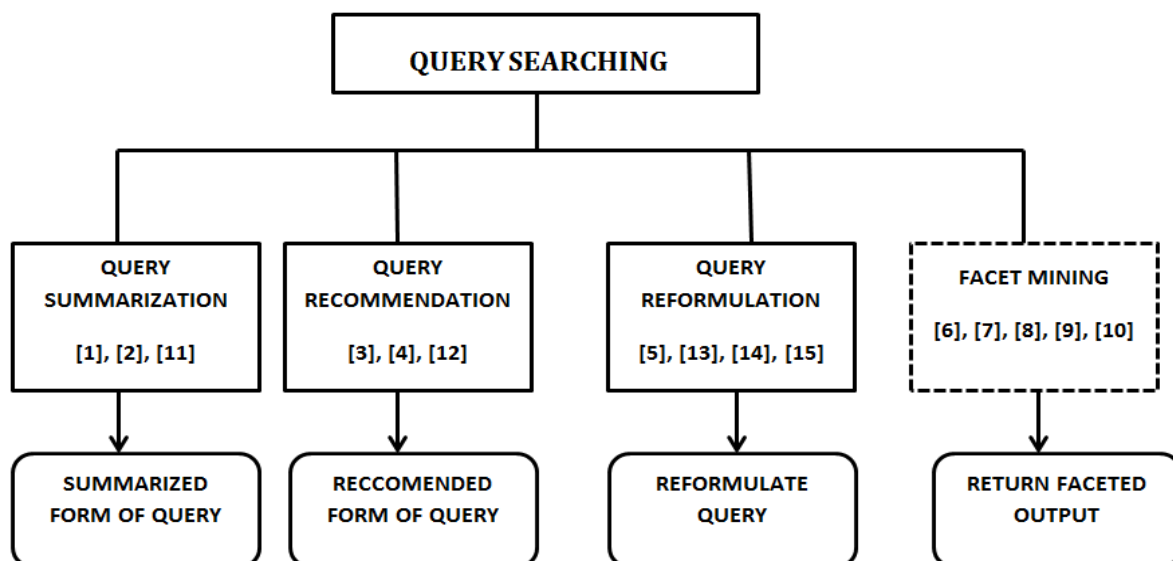 QUERY SEARCHING
QUERY
SUMMARIZATION
[1], [2], [11]
QUERY
RECOMMENDATION
[3], [4], [12]
QUERY
REFORMULATION
[5], [13], [14], [15]
FACET MINING
[6], [7], [8], [9], [10]
SUMMARIZED
FORM OF QUERY
RECCOMENDED
FORM OF QUERY
REFORMULATE
QUERY
RETURN FACETED
OUTPUT